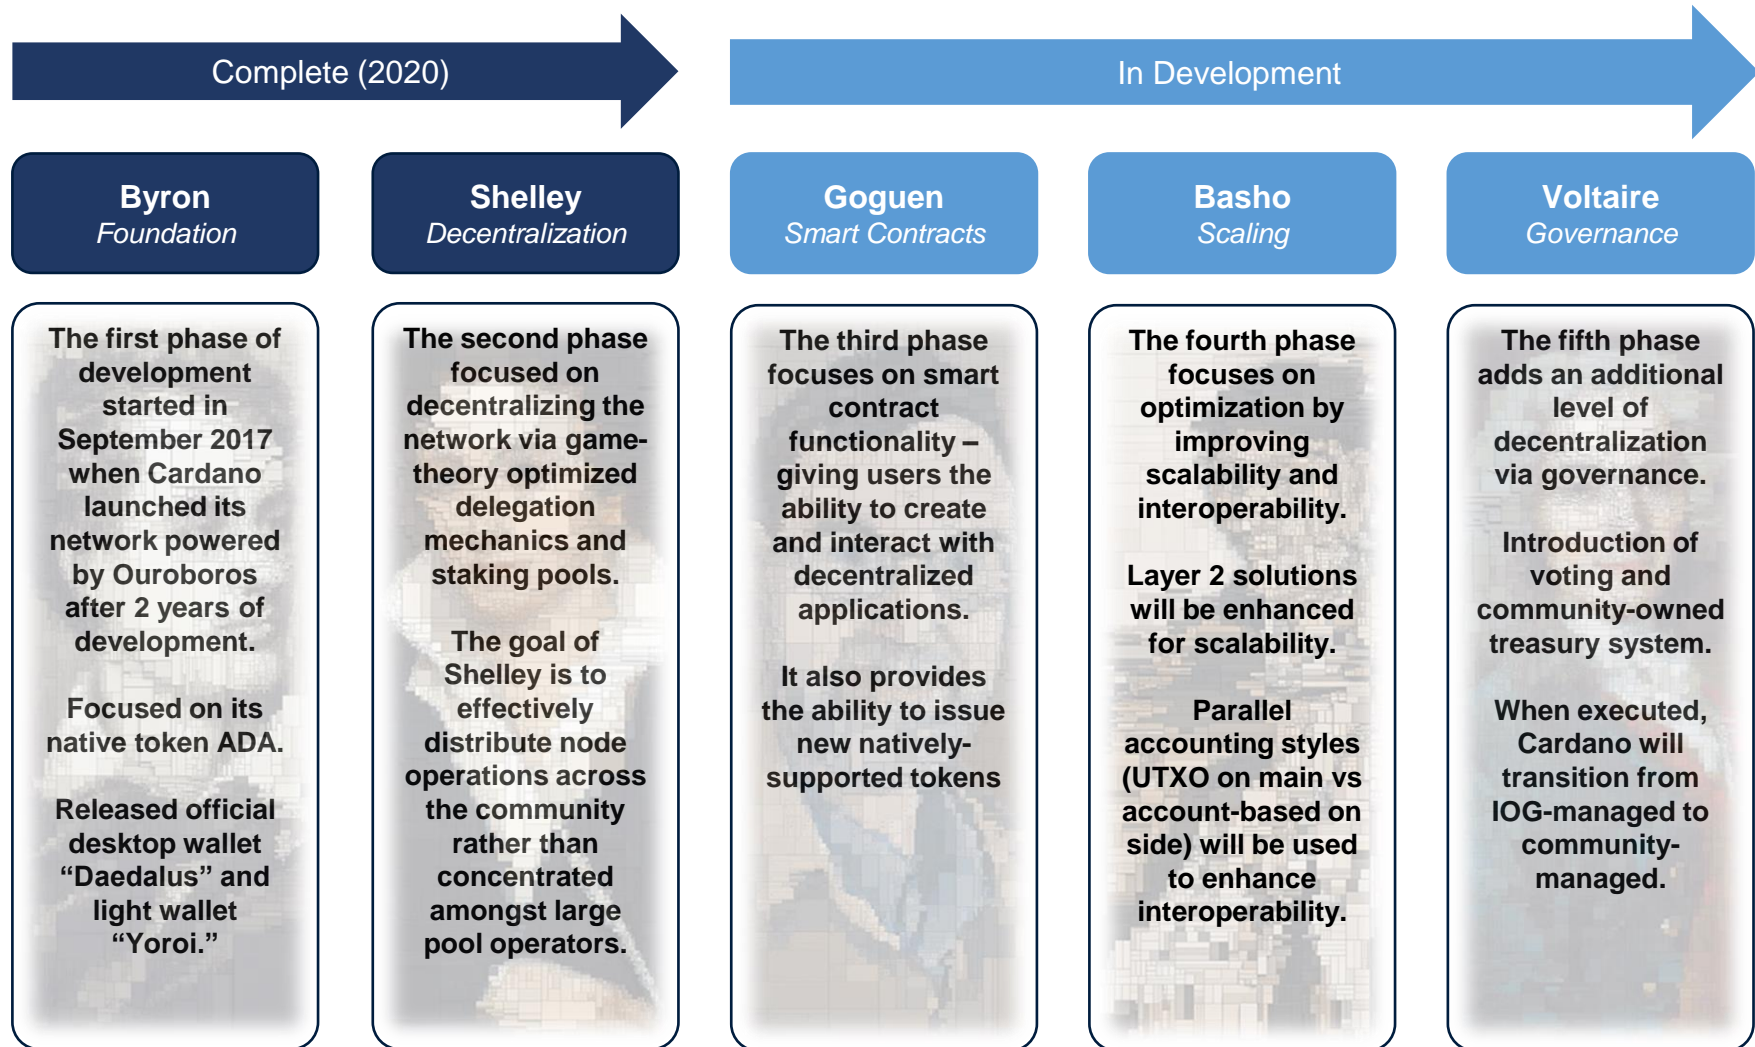 Complete (2020)
In Development
Byron
Foundation
Shelley
Decentralization
Goguen
Smart Contracts
Basho
Scaling
Voltaire
Governance
The first phase of
development
started in
September 2017
when Cardano
launched its
network powered
by Ouroboros
after 2 years of
development.
Focused on its
native token ADA.
Released official
desktop wallet
“Daedalus” and
light wallet
“Yoroi.”
The second phase
focused on
decentralizing the
network via game-
theory optimized
delegation
mechanics and
staking pools.
The goal of
Shelley is to
effectively
distribute node
operations across
the community
rather than
concentrated
amongst large
pool operators.
The third phase
focuses on smart
contract
functionality –
giving users the
ability to create
and interact with
decentralized
applications.
It also provides
the ability to issue
new natively-
supported tokens
The fourth phase
focuses on
optimization by
improving
scalability and
interoperability.
Layer 2 solutions
will be enhanced
for scalability.
Parallel
accounting styles
(UTXO on main vs
account-based on
side) will be used
to enhance
interoperability.
The fifth phase
adds an additional
level of
decentralization
via governance.
Introduction of
voting and
community-owned
treasury system.
When executed,
Cardano will
transition from
IOG-managed to
community-
managed.